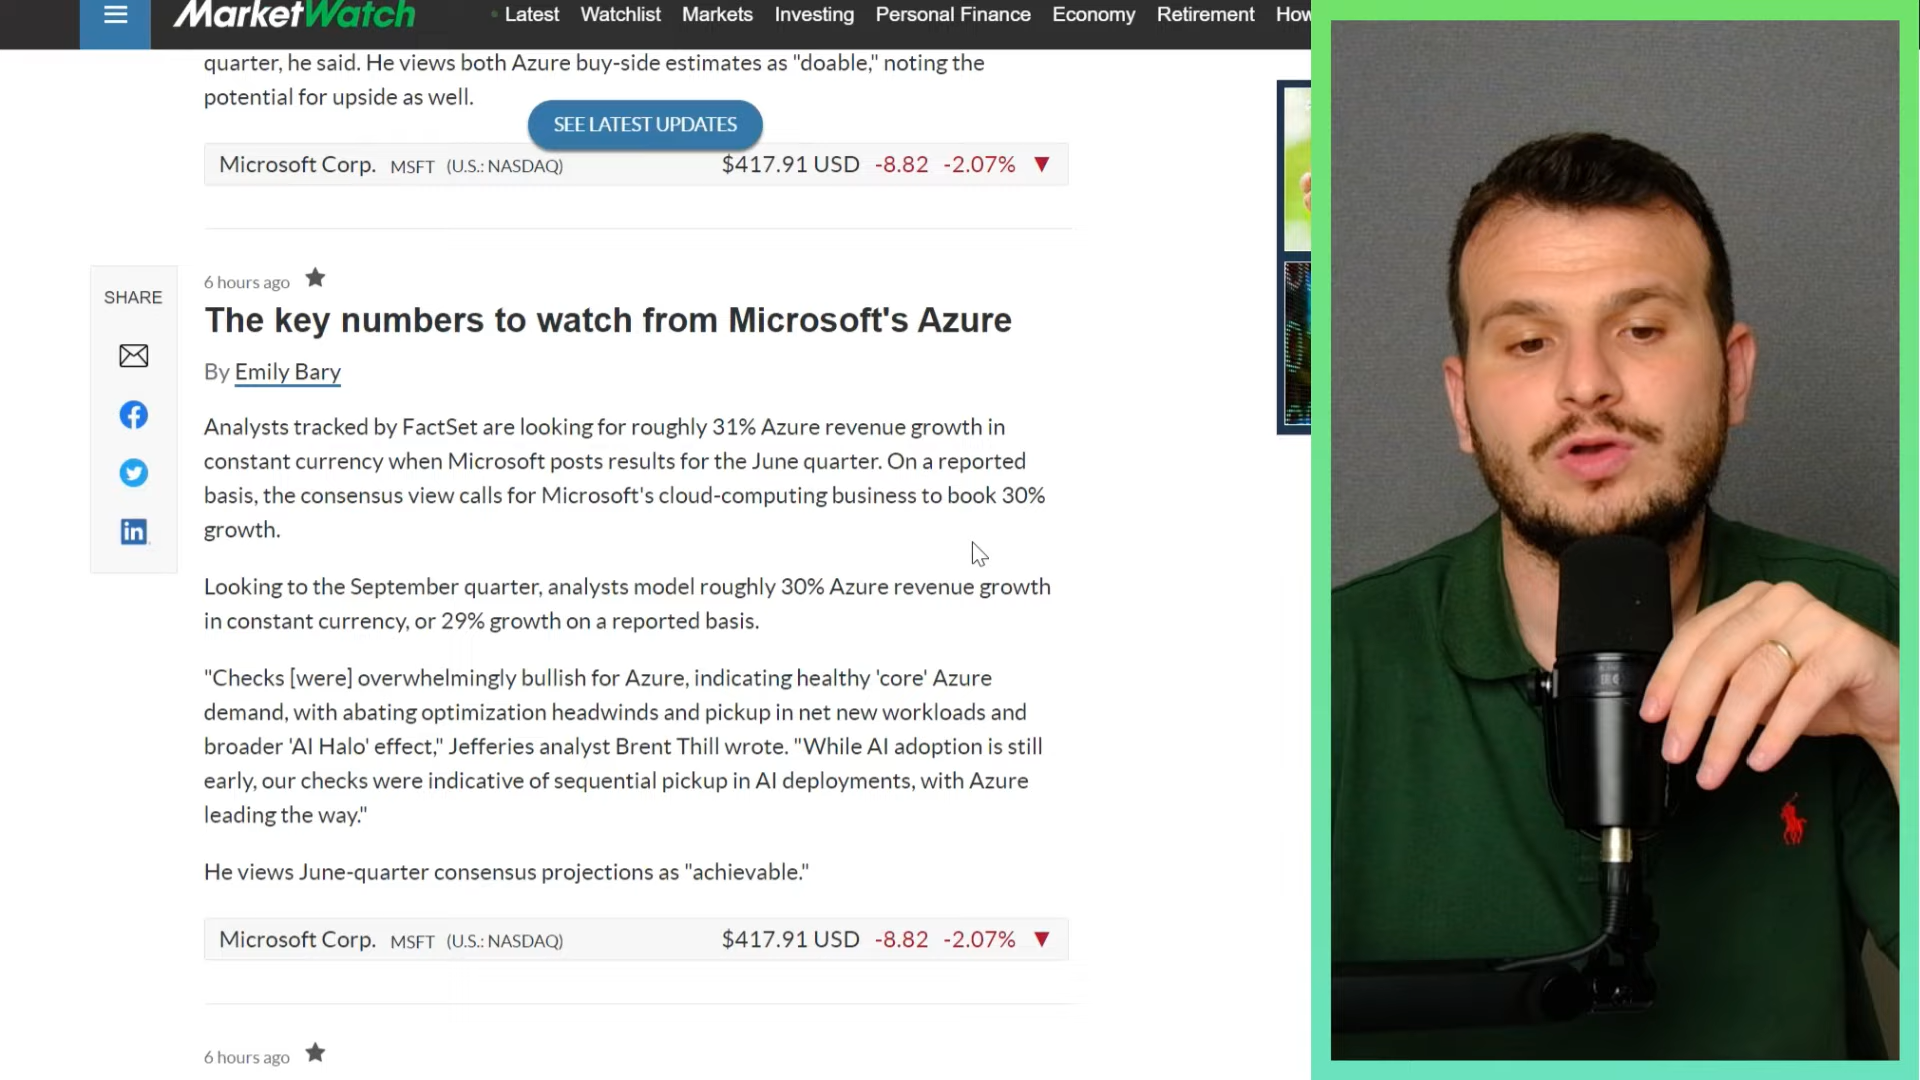 MarketWatch
Latest Watchlist Markets Investing Personal Finance Economy Retirement How
quarter, he said. He views both Azure buy-side estimates as "doable," noting the
potential for upside as well.
SEE LATEST UPDATES
Microsoft Corp. MSFT (U.S.: NASDAQ) $417.91 USD -8.82 -2.07% ▼
SHARE
6 hours ago ★
The key numbers to watch from Microsoft's Azure
By Emily Bary
Analysts tracked by FactSet are looking for roughly 31% Azure revenue growth in
constant currency when Microsoft posts results for the June quarter. On a reported
basis, the consensus view calls for Microsoft's cloud-computing business to book 30%
growth.
Looking to the September quarter, analysts model roughly 30% Azure revenue growth
in constant currency, or 29% growth on a reported basis.
"Checks [were] overwhelmingly bullish for Azure, indicating healthy 'core' Azure
demand, with abating optimization headwinds and pickup in net new workloads and
broader 'AI Halo' effect," Jefferies analyst Brent Thill wrote. "While AI adoption is still
early, our checks were indicative of sequential pickup in AI deployments, with Azure
leading the way."
He views June-quarter consensus projections as "achievable."
Microsoft Corp. MSFT (U.S.: NASDAQ) $417.91 USD -8.82 -2.07% ▼
6 hours ago ★